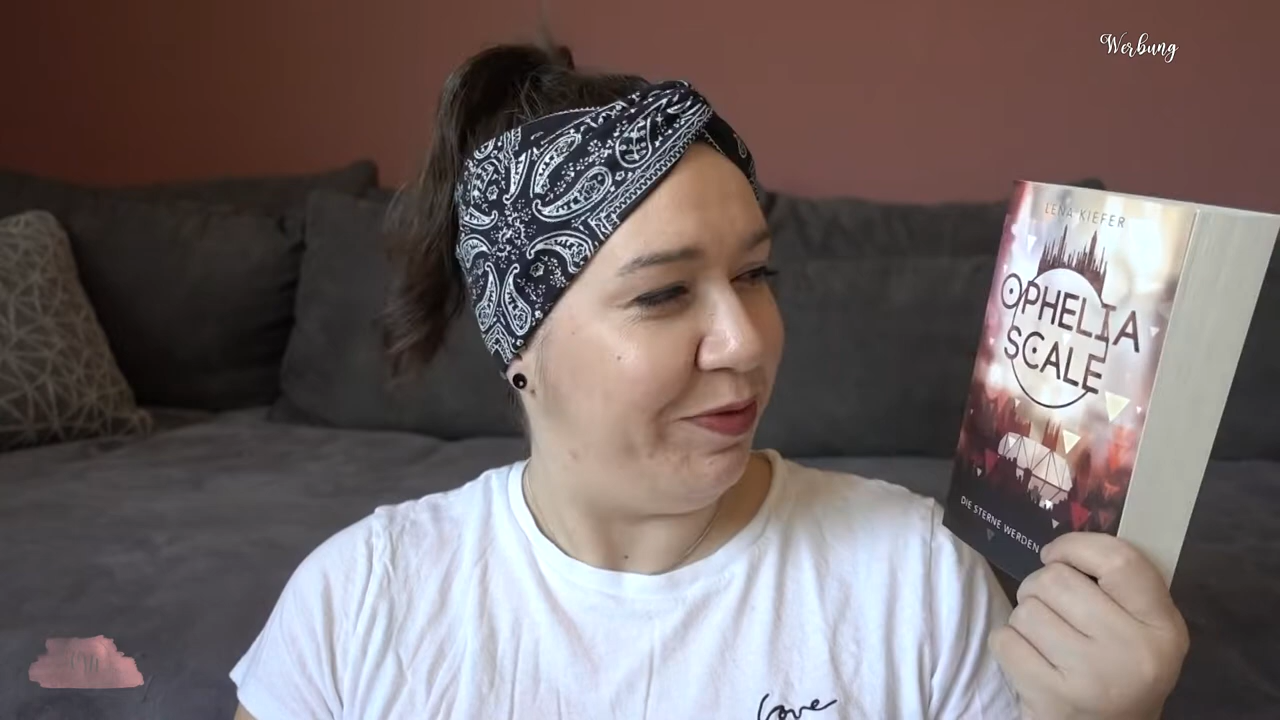 Werbung
LENA KIEFER
OPHELIA
SCALE
DIE STERNE WERDEN
love